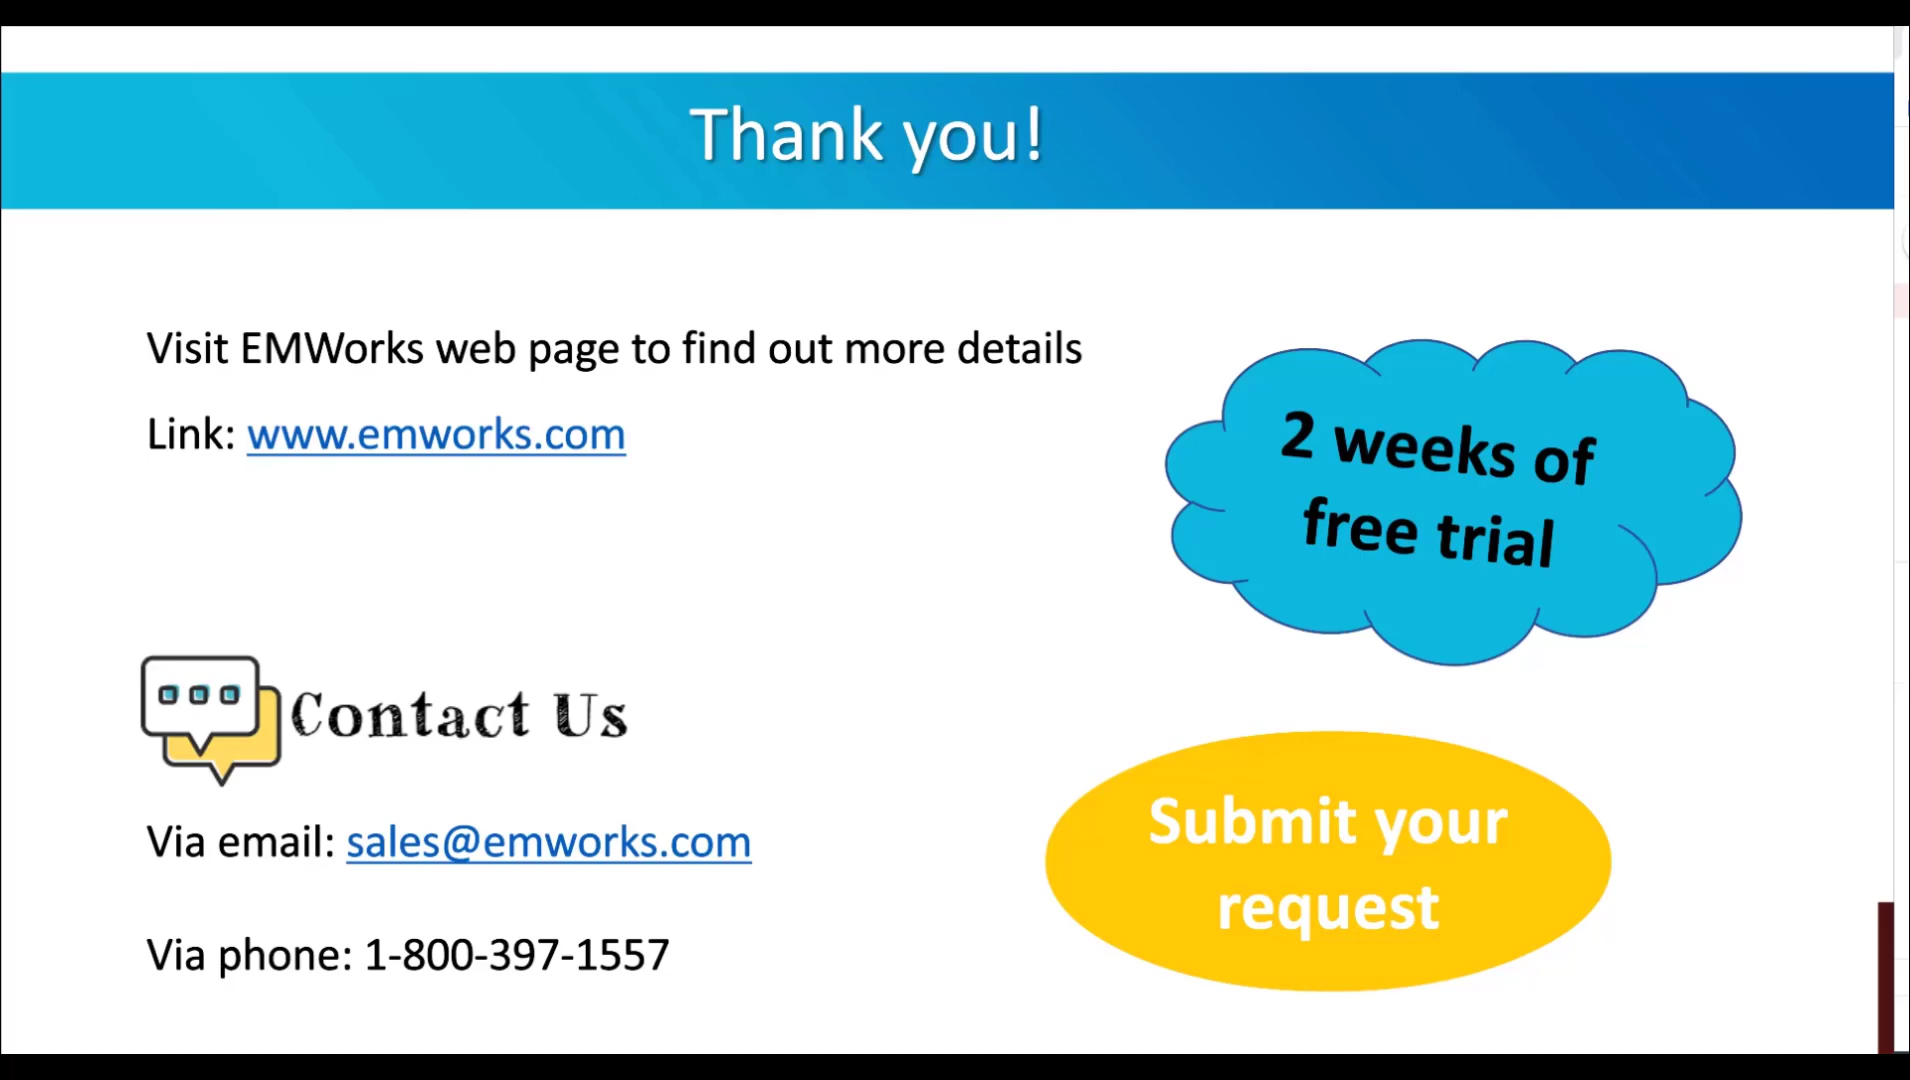 Thank you!
Visit EMWorks web page to find out more details
Link: www.emworks.com
2 weeks of
free trial
Contact Us
Via email: sales@emworks.com
Via phone: 1-800-397-1557
Submit your
request